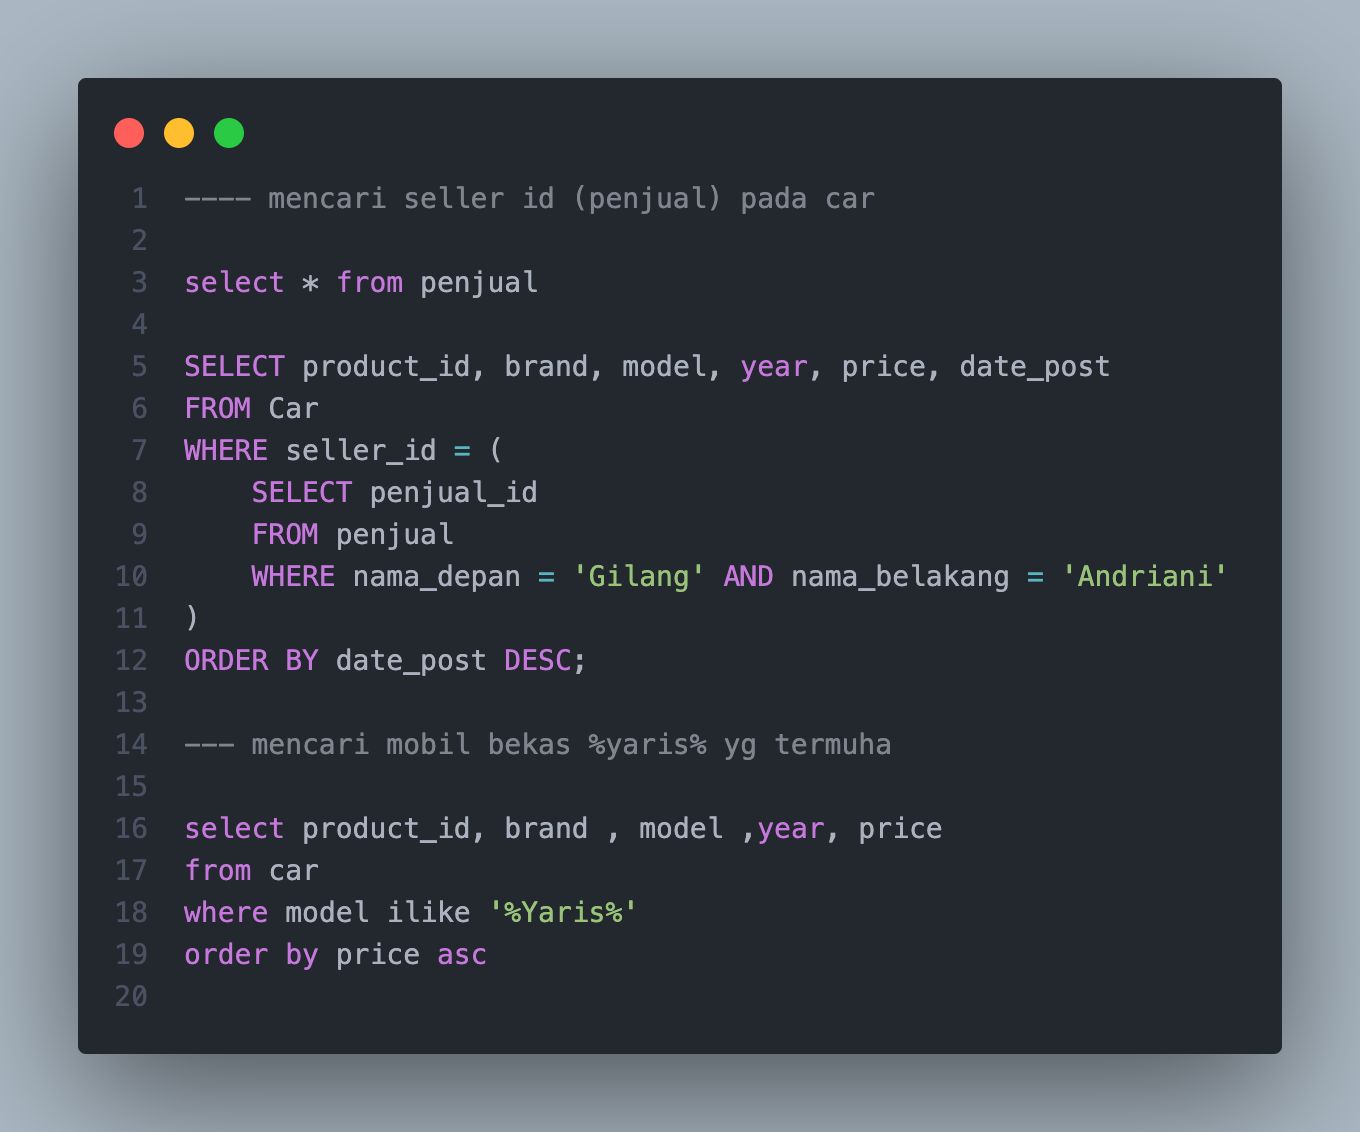 1 ---- mencari seller id (penjual) pada car
2
3 select * from penjual
4
5 SELECT product_id, brand, model, year, price, date_post
6 FROM Car
7 WHERE seller_id = (
8     SELECT penjual_id
9     FROM penjual
10     WHERE nama_depan = 'Gilang' AND nama_belakang = 'Andriani'
11 )
12 ORDER BY date_post DESC;
13
14 --- mencari mobil bekas %yaris% yg termuha
15
16 select product_id, brand , model ,year, price
17 from car
18 where model ilike '%Yaris%'
19 order by price asc
20